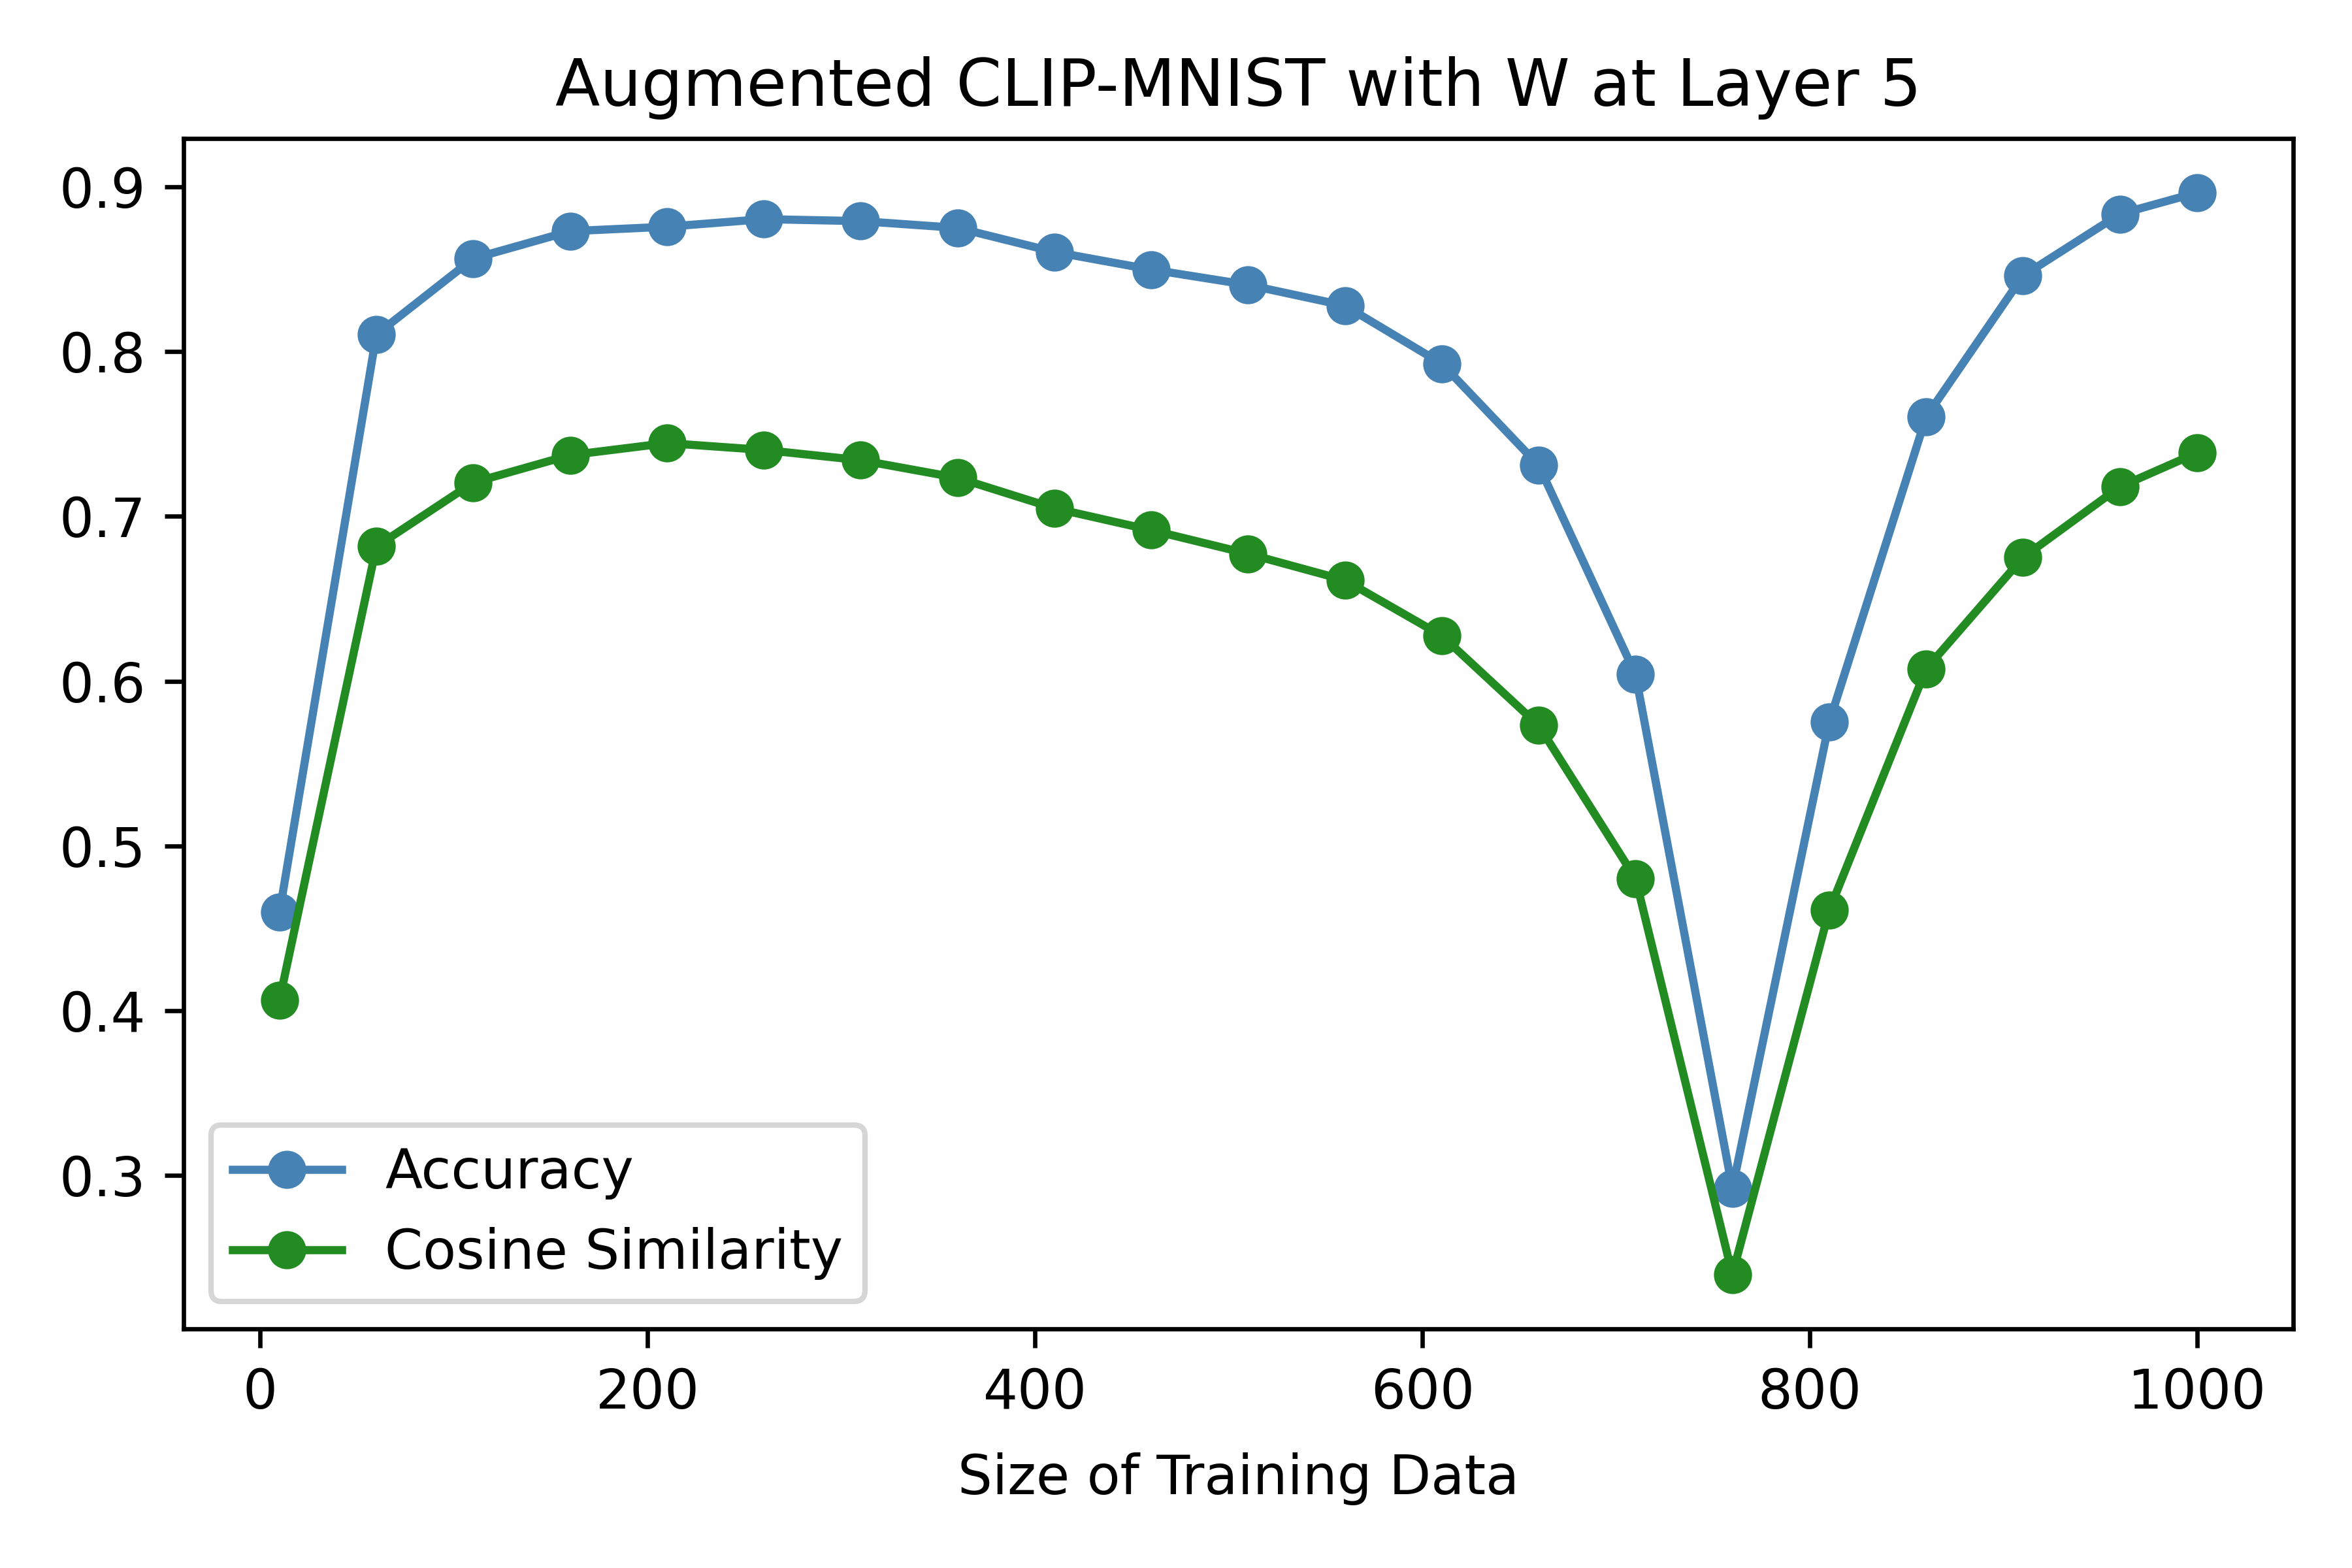 Augmented CLIP-MNIST with W at Layer 5
0.9
0.8
0.7
0.6
0.5
0.4
0.3
Accuracy
Cosine Similarity
0 200 400 600 800 1000
Size of Training Data